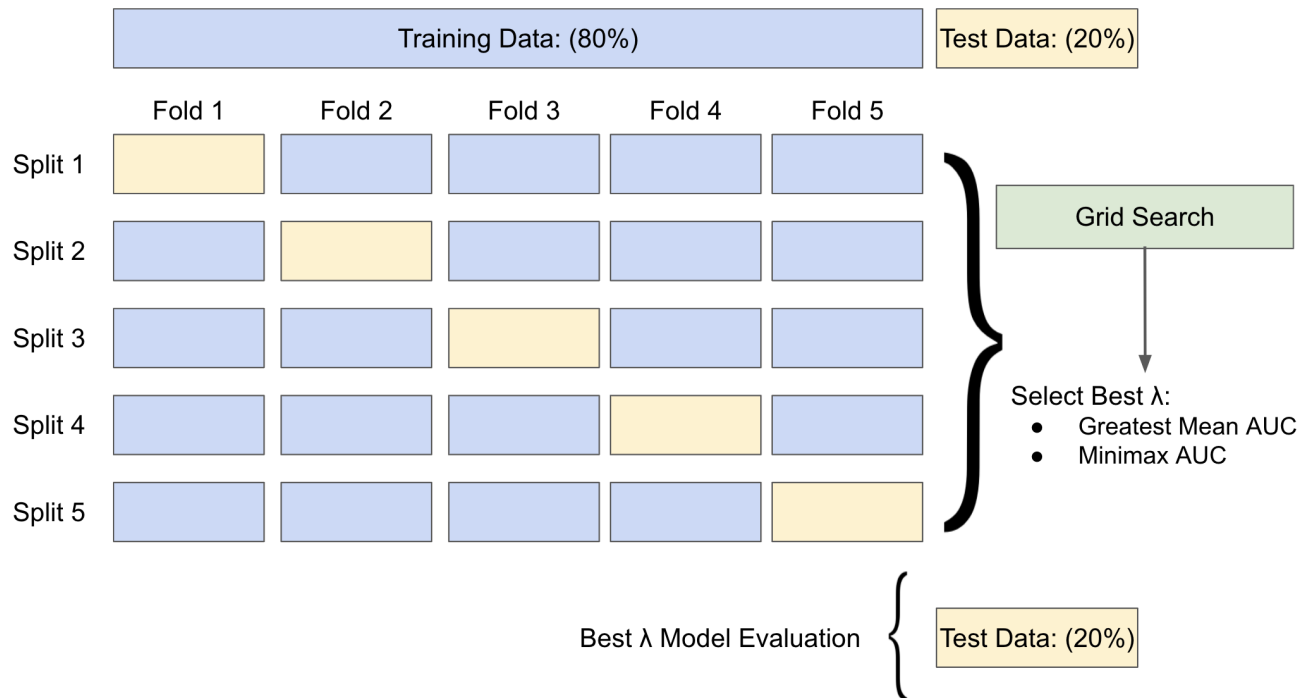 Training Data: (80%)
Test Data: (20%)
Fold 1
Fold 2
Fold 3
Fold 4
Fold 5
Split 1
Split 2
Split 3
Split 4
Split 5
Grid Search
Select Best λ:
● Greatest Mean AUC
● Minimax AUC
Best λ Model Evaluation
Test Data: (20%)